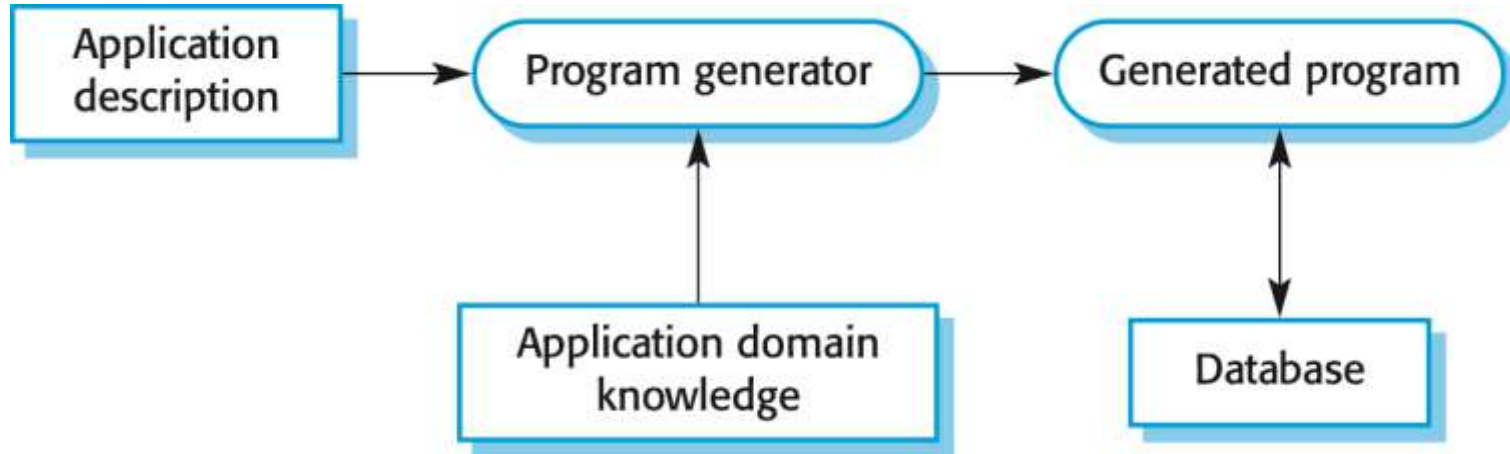 Application
description
Program generator
Generated program
Application domain
knowledge
Database